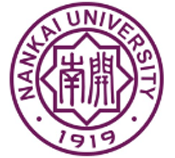 NANKAI UNIVERSITY
南開
· 1919 ·